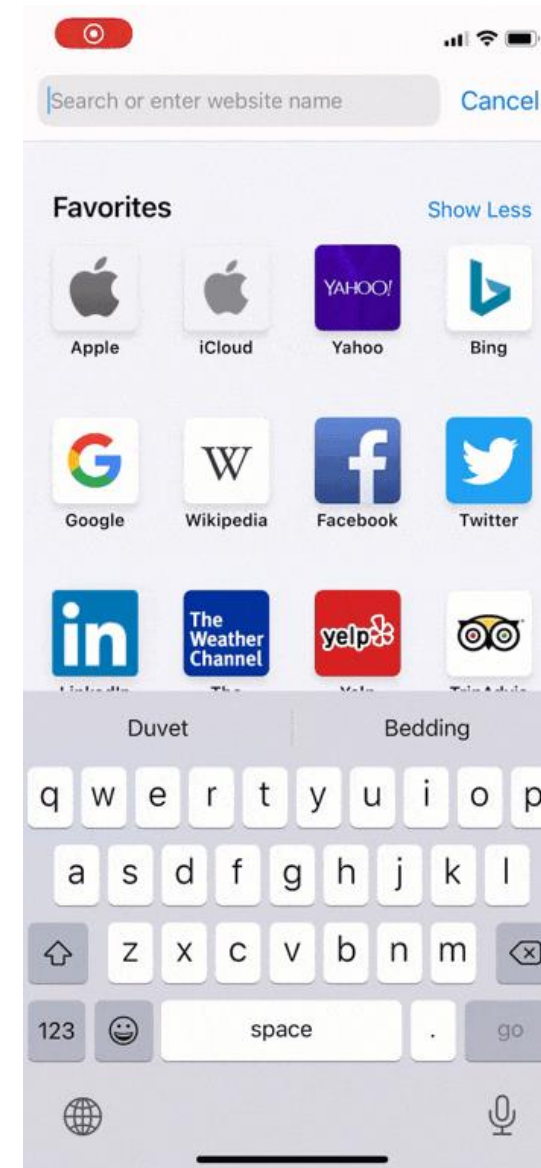 Search or enter website name Cancel
Favorites Show Less
YAHOO!
Apple iCloud Yahoo Bing
G W f
Google Wikipedia Facebook Twitter
in The Weather Channel yelp
Duvet Bedding
q w e r t y u i o p
a s d f g h j k l
z x c v b n m
123 space . go